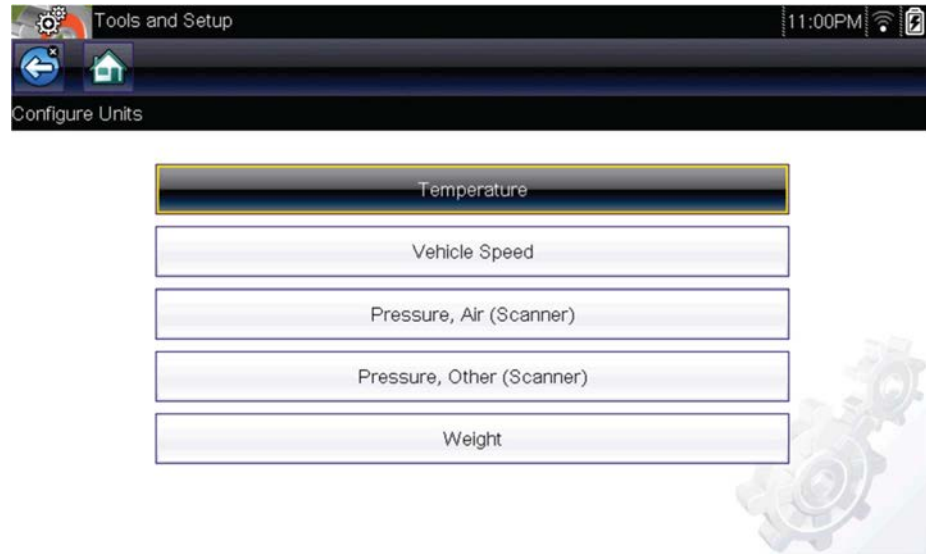 Tools and Setup 11:00PM
Configure Units
Temperature
Vehicle Speed
Pressure, Air (Scanner)
Pressure, Other (Scanner)
Weight